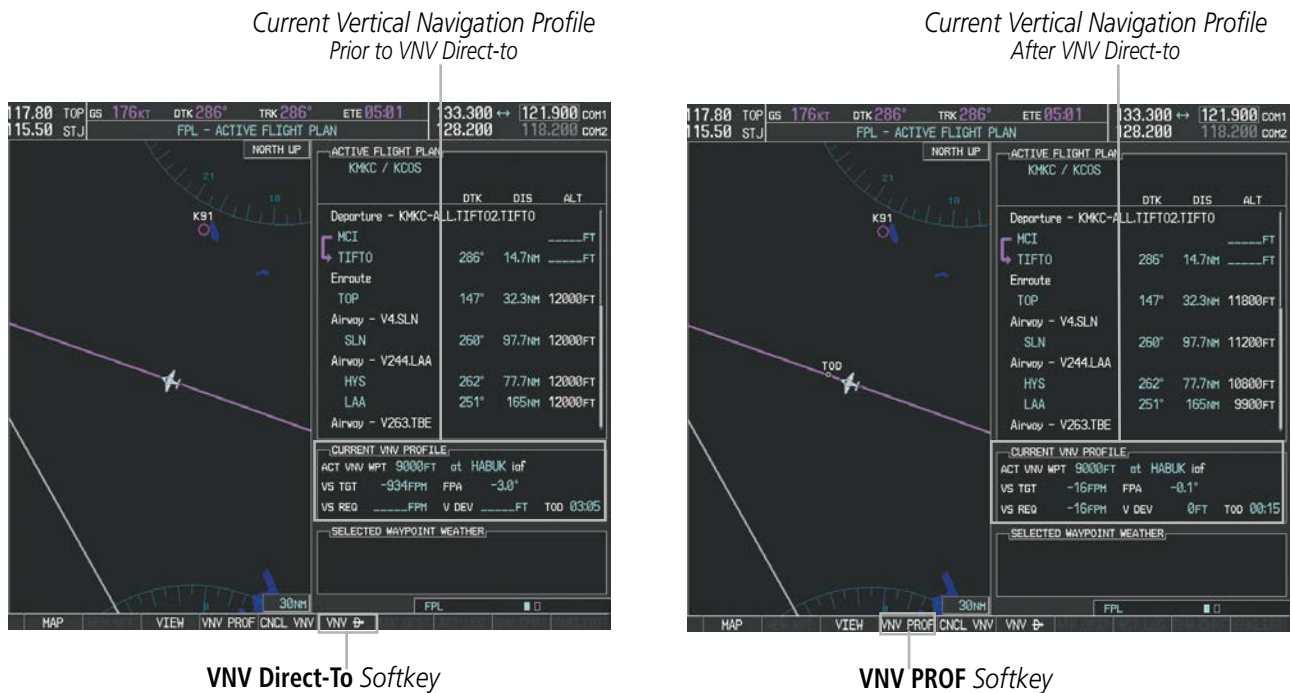 Current Vertical Navigation Profile
Prior to VNV Direct-to
117.80 TOP GS 176KT DTK 286° TRK 286° ETE 05:01 133.300 ↔ 121.900 COM1
115.50 STJ FPL - ACTIVE FLIGHT PLAN 128.200 118.200 COM2
NORTH UP
21
18
K91
ACTIVE FLIGHT PLAN
KMKC / KCOS
DTK DIS ALT
Departure - KMKC-ALL.TIFTO2.TIFTO
MCI _____FT
TIFTO 286° 14.7NM _____FT
Enroute
TOP 147° 32.3NM 12000FT
Airway - V4.SLN
SLN 260° 97.7NM 12000FT
Airway - V244.LAA
HYS 262° 77.7NM 12000FT
LAA 251° 165NM 12000FT
Airway - V263.TBE
CURRENT VNV PROFILE
ACT VNV WPT 9000FT at HABUK iaf
VS TGT -934FPM FPA -3.0°
VS REQ _____FPM V DEV _____FT TOD 03:05
SELECTED WAYPOINT WEATHER
30NM
FPL
MAP VIEW VNV PROF CNCL VNV VNV
VNV Direct-To Softkey
Current Vertical Navigation Profile
After VNV Direct-to
117.80 TOP GS 176KT DTK 286° TRK 286° ETE 05:01 133.300 ↔ 121.900 COM1
115.50 STJ FPL - ACTIVE FLIGHT PLAN 128.200 118.200 COM2
NORTH UP
21
18
K91
TOD
ACTIVE FLIGHT PLAN
KMKC / KCOS
DTK DIS ALT
Departure - KMKC-ALL.TIFTO2.TIFTO
MCI _____FT
TIFTO 286° 14.7NM _____FT
Enroute
TOP 147° 32.3NM 11800FT
Airway - V4.SLN
SLN 260° 97.7NM 11200FT
Airway - V244.LAA
HYS 262° 77.7NM 10800FT
LAA 251° 165NM 9900FT
Airway - V263.TBE
CURRENT VNV PROFILE
ACT VNV WPT 9000FT at HABUK iaf
VS TGT -16FPM FPA -0.1°
VS REQ -16FPM V DEV 0FT TOD 00:15
SELECTED WAYPOINT WEATHER
30NM
FPL
MAP VIEW VNV PROF CNCL VNV VNV
VNV PROF Softkey